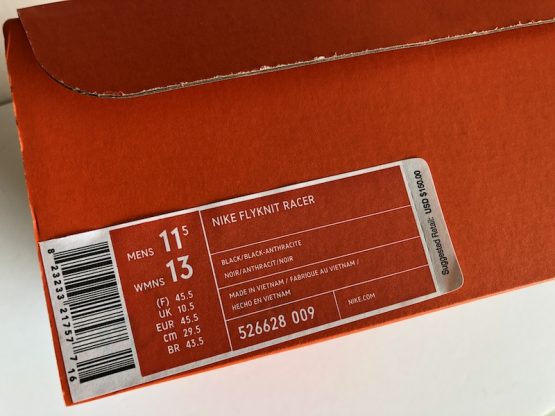 8 23233 21757 7 16
MENS 11⁵
WMNS 13
(F) 45.5
UK 10.5
EUR 45.5
cm 29.5
BR 43.5
NIKE FLYKNIT RACER
BLACK/BLACK-ANTHRACITE
NOIR/ANTHRACIT/NOIR
MADE IN VIETNAM / FABRIQUE AU VIETNAM /
HECHO EN VIETNAM
526628 009
NIKE.COM
Suggested Retail: USD $150.00